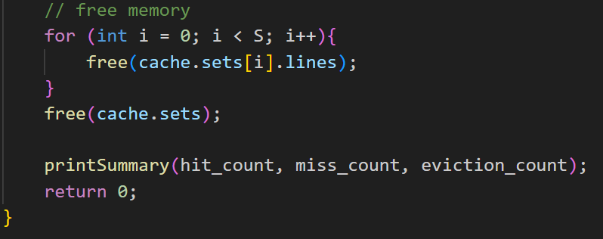 // free memory
for (int i = 0; i < S; i++){
    free(cache.sets[i].lines);
}
free(cache.sets);

printSummary(hit_count, miss_count, eviction_count);
return 0;
}